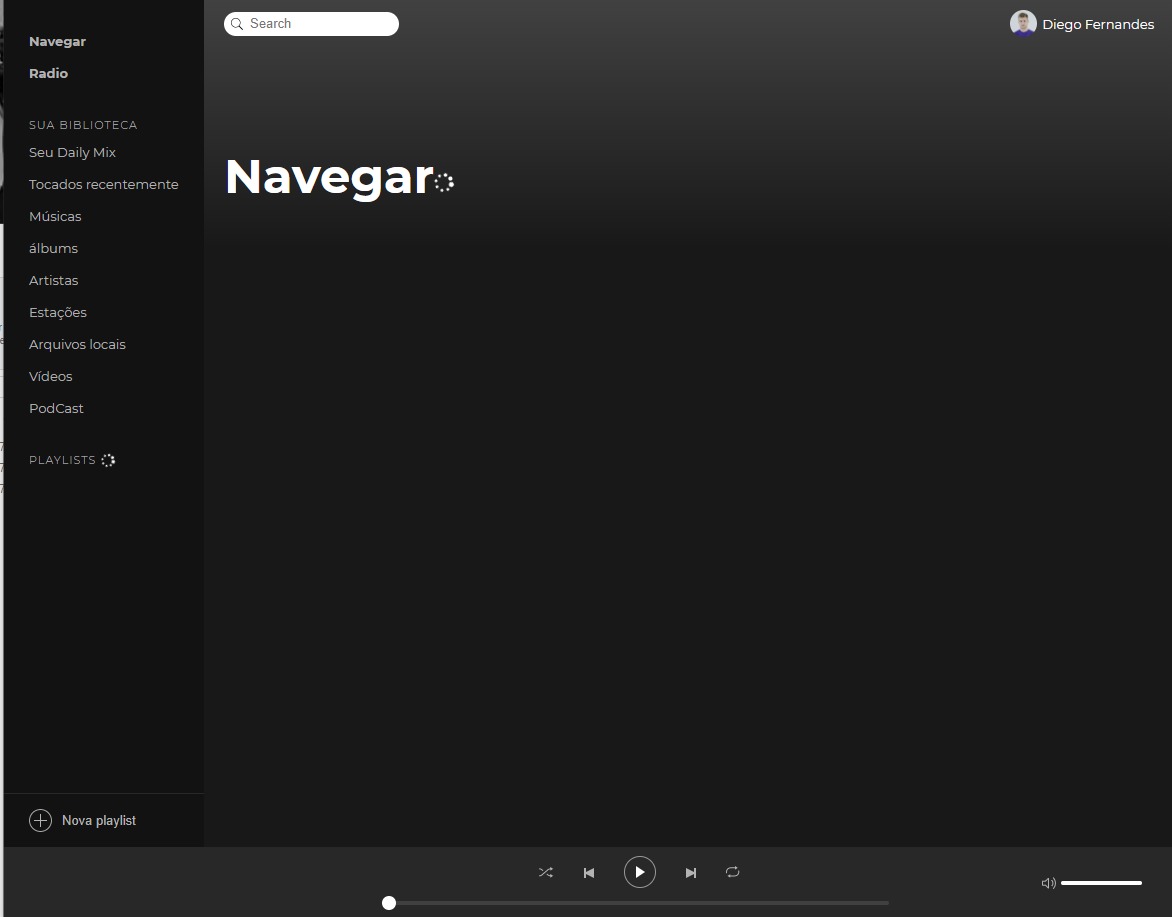 Navegar
Radio
SUA BIBLIOTECA
Seu Daily Mix
Tocados recentemente
Músicas
álbums
Artistas
Estações
Arquivos locais
Vídeos
PodCast
PLAYLISTS
Nova playlist
Search
Diego Fernandes
Navegar